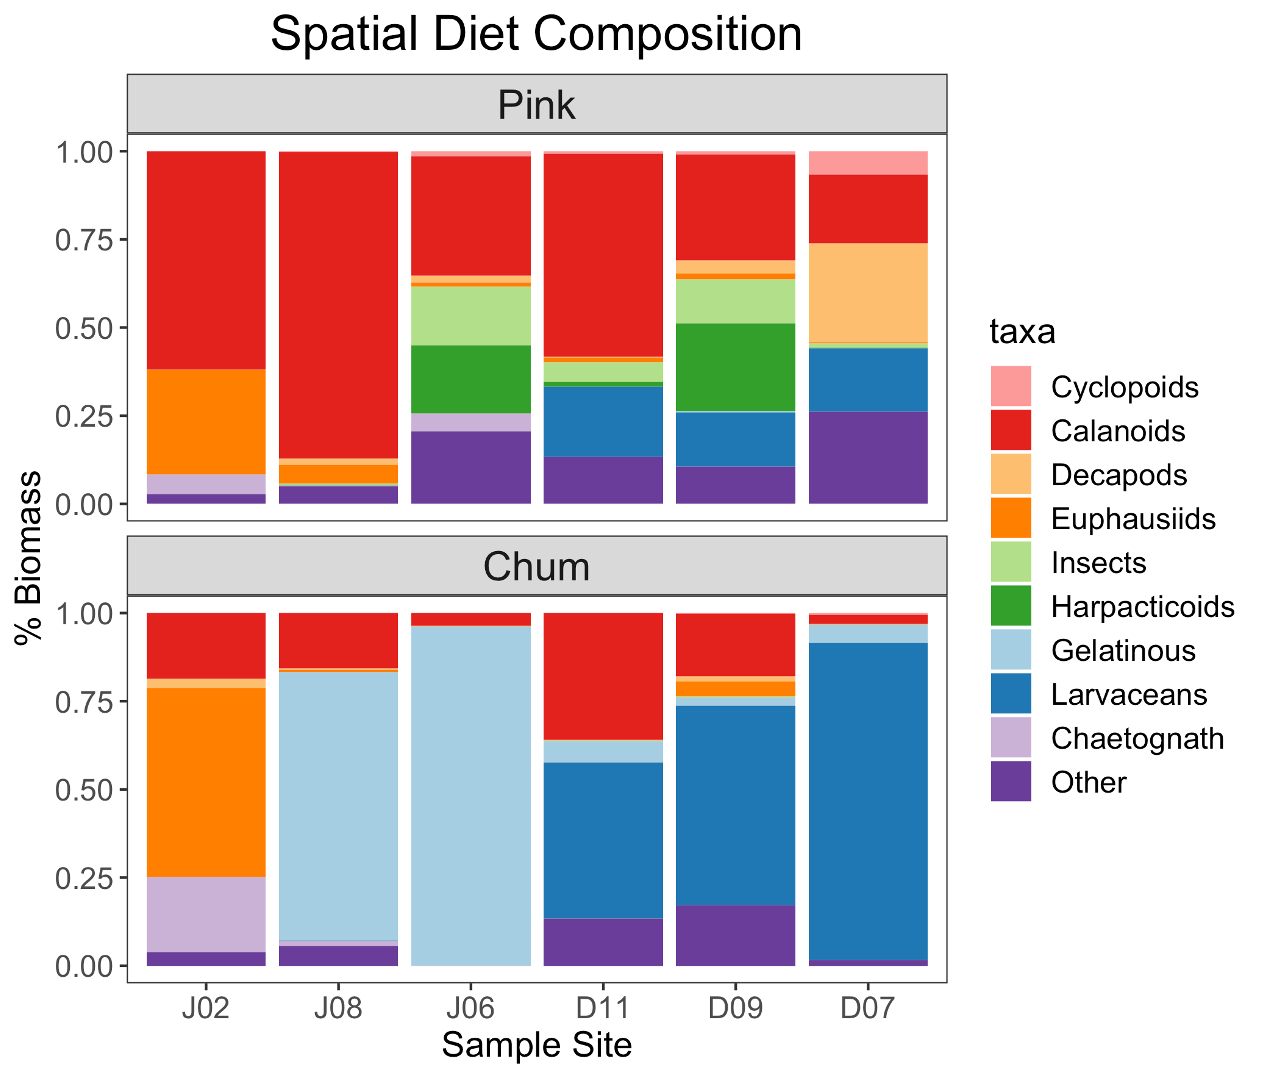 Spatial Diet Composition
Pink
1.00
0.75
0.50
0.25
0.00
Chum
1.00
0.75
0.50
0.25
0.00
% Biomass
J02 J08 J06 D11 D09 D07
Sample Site
taxa
Cyclopoids
Calanoids
Decapods
Euphausiids
Insects
Harpacticoids
Gelatinous
Larvaceans
Chaetognath
Other